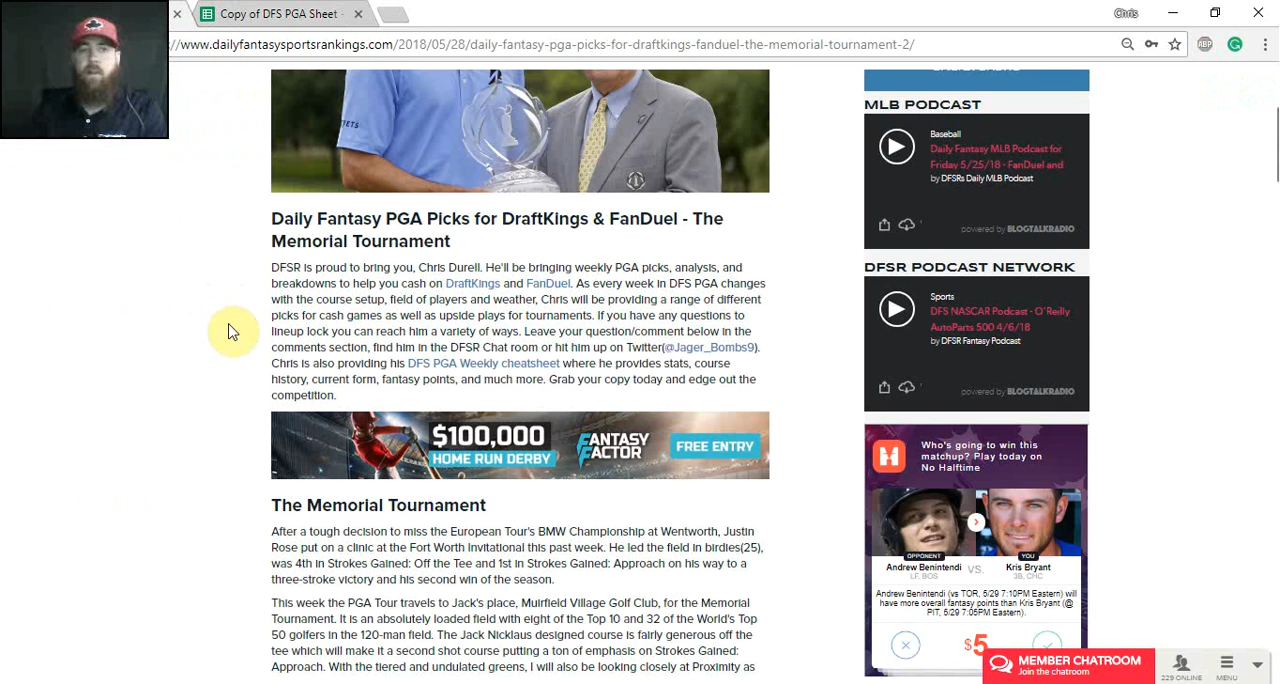 Copy of DFS PGA Sheet -
Chris
www.dailyfantasysportsrankings.com/2018/05/28/daily-fantasy-pga-picks-for-draftkings-fanduel-the-memorial-tournament-2/
ABP
Daily Fantasy PGA Picks for DraftKings & FanDuel - The
Memorial Tournament
DFSR is proud to bring you, Chris Durell. He'll be bringing weekly PGA picks, analysis, and
breakdowns to help you cash on DraftKings and FanDuel. As every week in DFS PGA changes
with the course setup, field of players and weather, Chris will be providing a range of different
picks for cash games as well as upside plays for tournaments. If you have any questions to
lineup lock you can reach him a variety of ways. Leave your question/comment below in the
comments section, find him in the DFSR Chat room or hit him up on Twitter(@Jager_Bombs9).
Chris is also providing his DFS PGA Weekly cheatsheet where he provides stats, course
history, current form, fantasy points, and much more. Grab your copy today and edge out the
competition.
$100,000
HOME RUN DERBY
FANTASY
FACTOR
FREE ENTRY
The Memorial Tournament
After a tough decision to miss the European Tour's BMW Championship at Wentworth, Justin
Rose put on a clinic at the Fort Worth Invitational this past week. He led the field in birdies(25),
was 4th in Strokes Gained: Off the Tee and 1st in Strokes Gained: Approach on his way to a
three-stroke victory and his second win of the season.
This week the PGA Tour travels to Jack's place, Muirfield Village Golf Club, for the Memorial
Tournament. It is an absolutely loaded field with eight of the Top 10 and 32 of the World's Top
50 golfers in the 120-man field. The Jack Nicklaus designed course is fairly generous off the
tee which will make it a second shot course putting a ton of emphasis on Strokes Gained:
Approach. With the tiered and undulated greens, I will also be looking closely at Proximity as
MLB PODCAST
Baseball
Daily Fantasy MLB Podcast for
Friday 5/25/18 - FanDuel and
by DFSRs Daily MLB Podcast
powered by BLOGTALKRADIO
DFSR PODCAST NETWORK
Sports
DFS NASCAR Podcast - O'Reilly
AutoParts 500 4/6/18
by DFSR Fantasy Podcast
powered by BLOGTALKRADIO
Who's going to win this
matchup? Play today on
No Halftime
OPPONENT
YOU
Andrew Benintendi
VS.
Kris Bryant
LF, BOS
3B, CHC
Andrew Benintendi (vs TOR, 5/29 7:10PM Eastern) will
have more overall fantasy points than Kris Bryant (@
PIT, 5/29 7:05PM Eastern).
$5
MEMBER CHATROOM
Join the chatroom
229 ONLINE
MENU